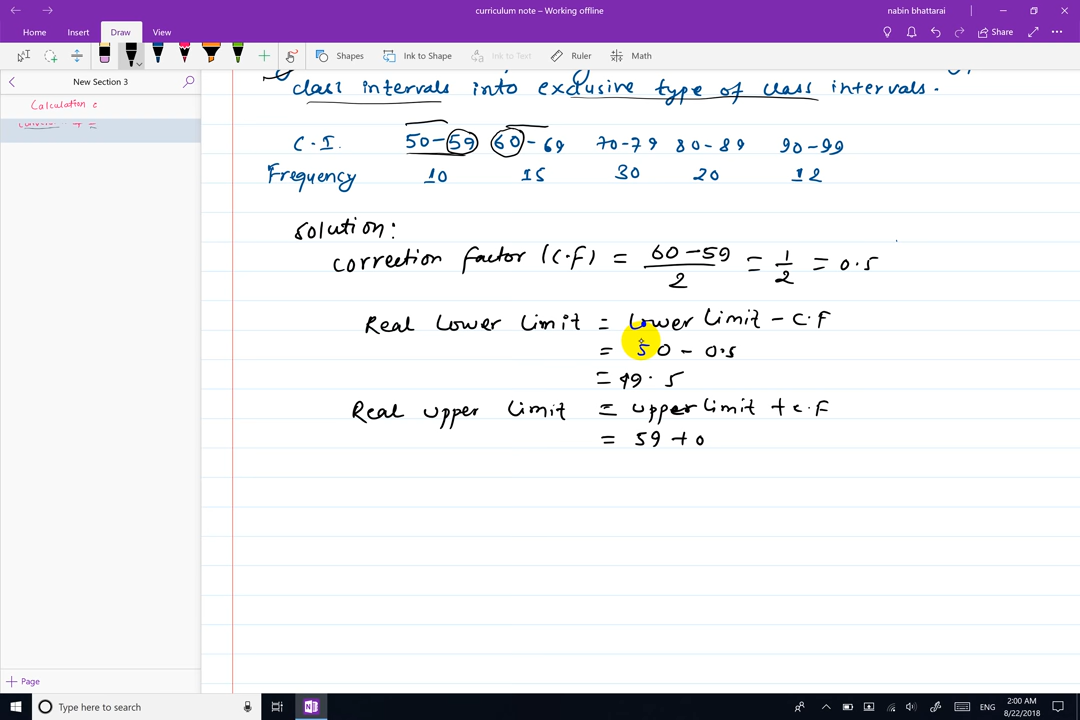 curriculum note – Working offline
nabin bhattarai
Home Insert Draw View
Share
Shapes Ink to Shape Ink to Text Ruler Math
New Section 3
Calculation c
class intervals into exclusive type of class intervals.
C.I. 50-59 60-69 70-79 80-89 90-99
Frequency 10 15 30 20 12
Solution:
Correction factor (C.F) = 60-59/2 = 1/2 = 0.5
Real Lower Limit = Lower Limit - C.F
= 50 - 0.5
= 49.5
Real upper limit = upper limit + C.F
= 59 + 0
+ Page
Type here to search
ENG
2:00 AM
8/22/2018